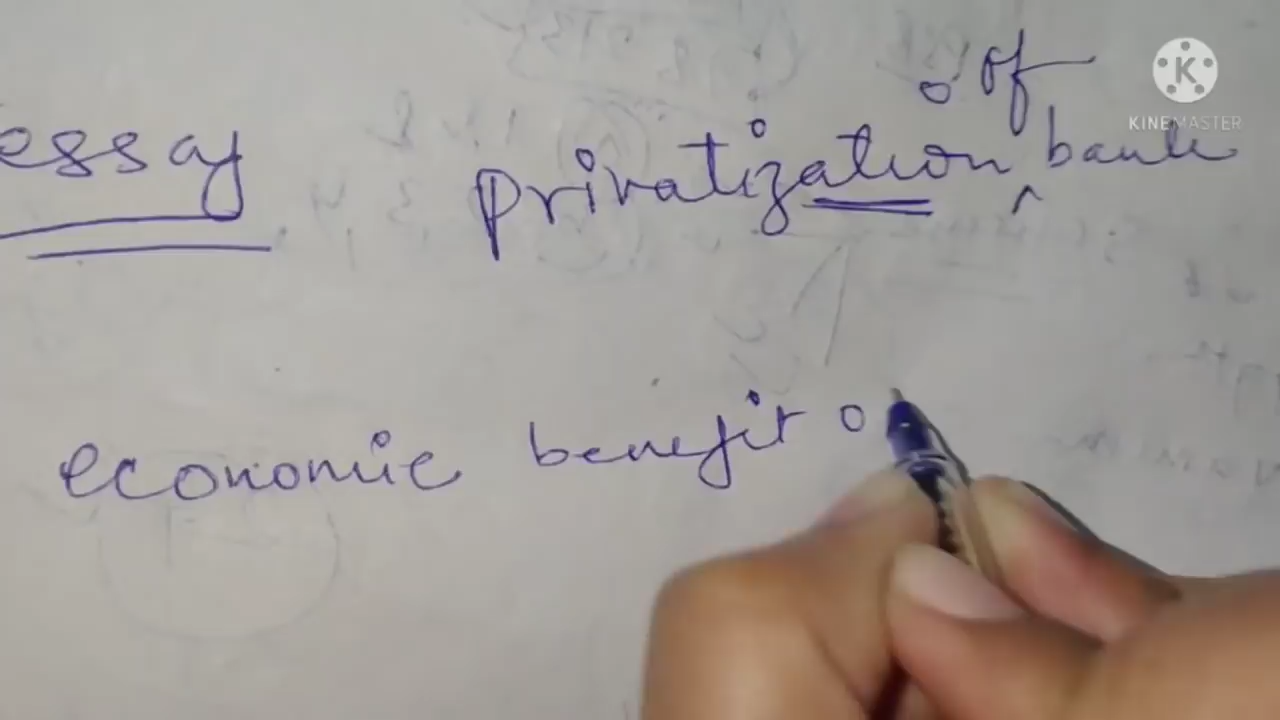 essay
privatization of bank
economic benefit o
K
KINEMASTER